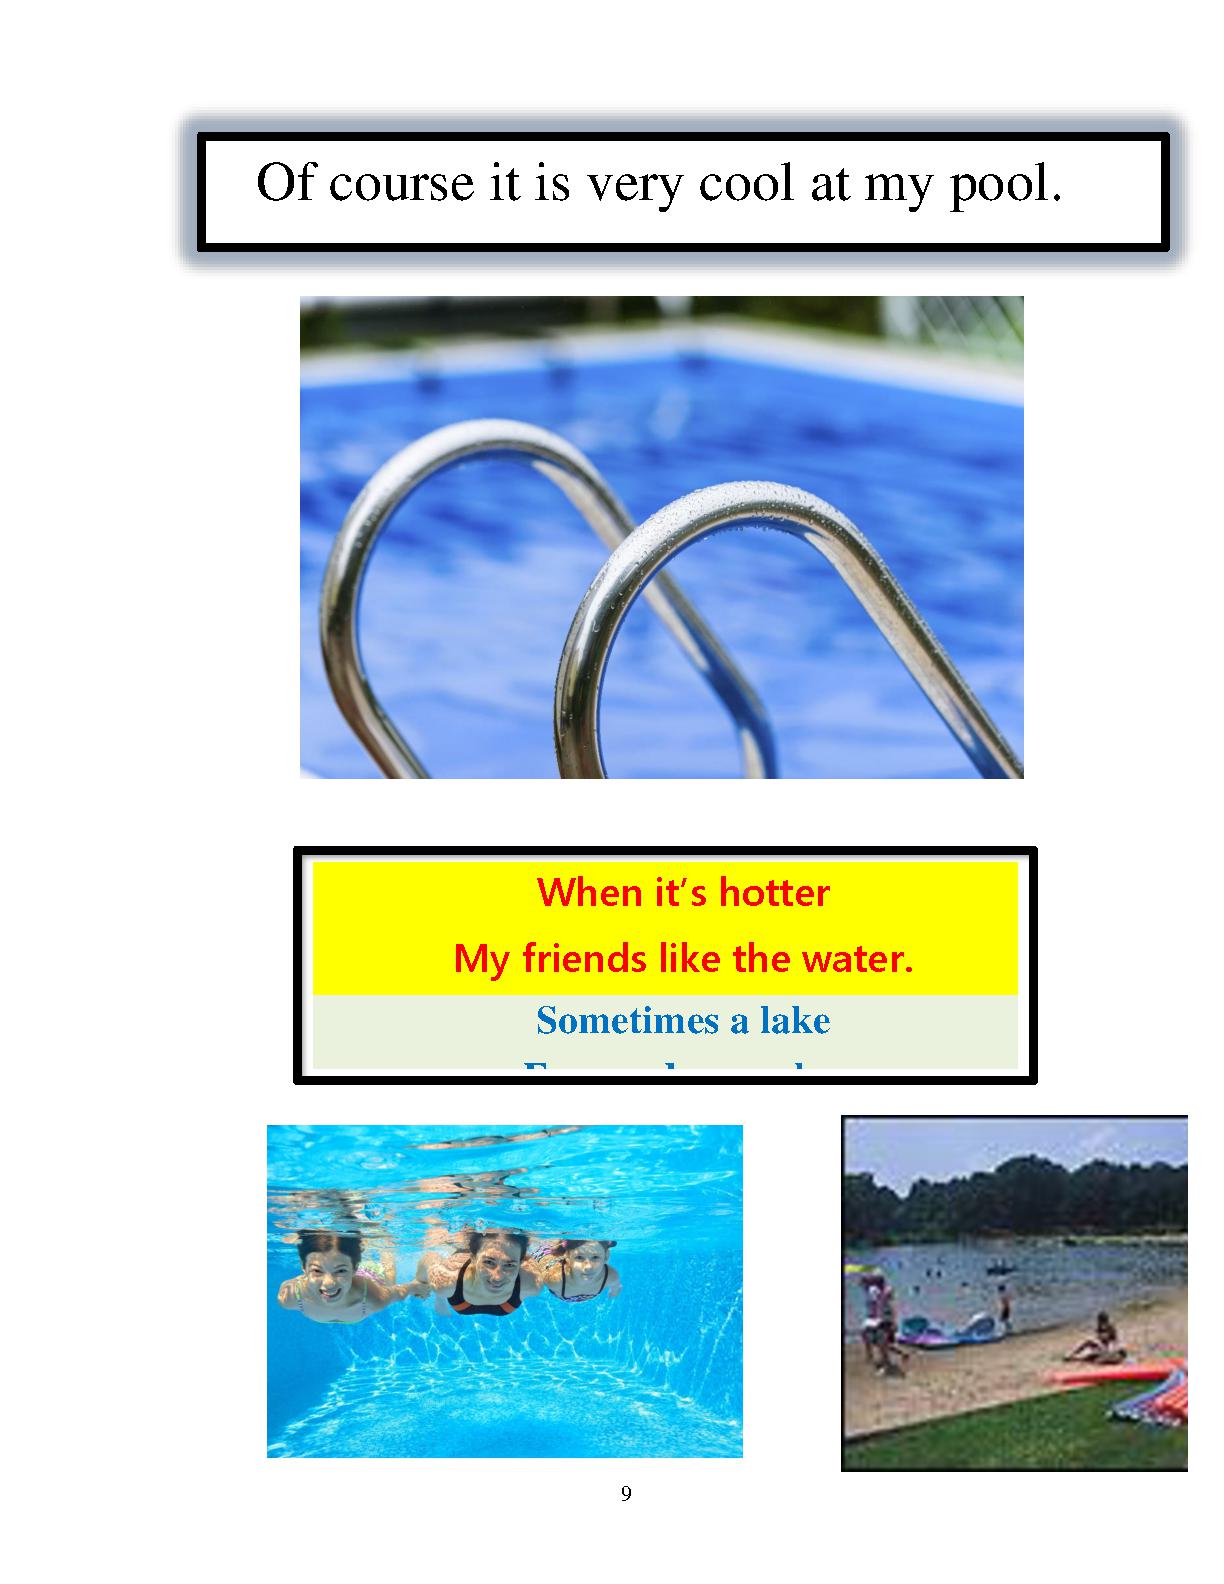 Of course it is very cool at my pool.
When it’s hotter
My friends like the water.
Sometimes a lake
9